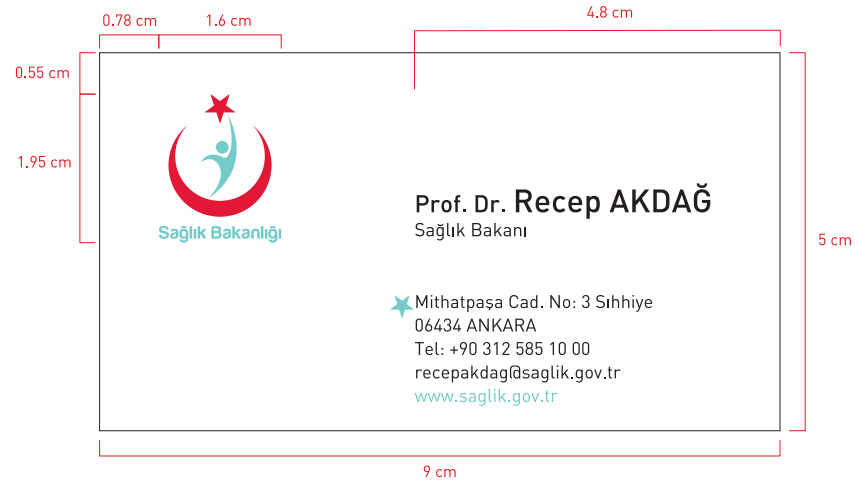 0.78 cm
1.6 cm
4.8 cm
0.55 cm
1.95 cm
Sağlık Bakanlığı
Prof. Dr. Recep AKDAĞ
Sağlık Bakanı
5 cm
Mithatpaşa Cad. No: 3 Sıhhiye
06434 ANKARA
Tel: +90 312 585 10 00
recepakdag@saglik.gov.tr
www.saglik.gov.tr
9 cm